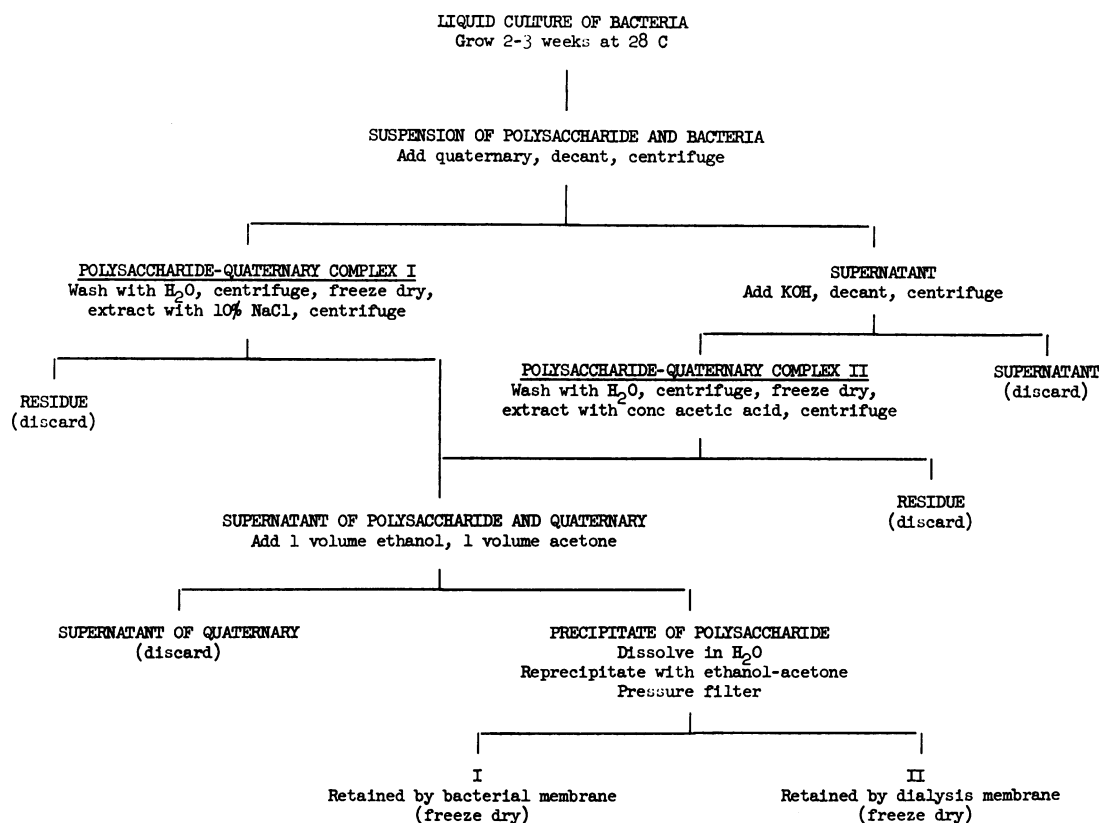 LIQUID CULTURE OF BACTERIA
Grow 2-3 weeks at 28 C
SUSPENSION OF POLYSACCHARIDE AND BACTERIA
Add quaternary, decant, centrifuge
POLYSACCHARIDE-QUATERNARY COMPLEX I
Wash with H2O, centrifuge, freeze dry,
extract with 10% NaCl, centrifuge
SUPERNATANT
Add KOH, decant, centrifuge
RESIDUE
(discard)
POLYSACCHARIDE-QUATERNARY COMPLEX II
Wash with H2O, centrifuge, freeze dry,
extract with conc acetic acid, centrifuge
SUPERNATANT
(discard)
RESIDUE
(discard)
SUPERNATANT OF POLYSACCHARIDE AND QUATERNARY
Add 1 volume ethanol, 1 volume acetone
SUPERNATANT OF QUATERNARY
(discard)
PRECIPITATE OF POLYSACCHARIDE
Dissolve in H2O
Reprecipitate with ethanol-acetone
Pressure filter
I
Retained by bacterial membrane
(freeze dry)
II
Retained by dialysis membrane
(freeze dry)